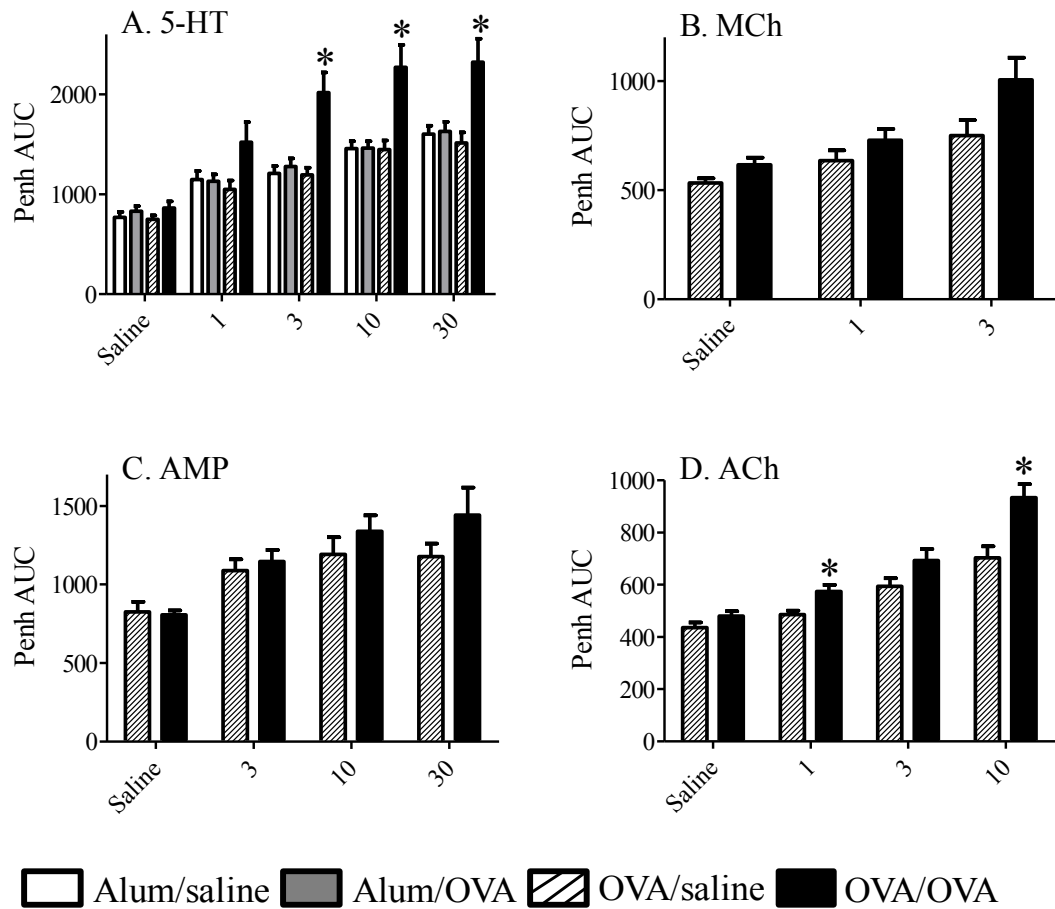 A. 5-HT
Penh AUC
2000
1000
0
* * *
Saline 1 3 10 30
B. MCh
Penh AUC
1000
500
0
Saline 1 3
C. AMP
Penh AUC
1500
1000
500
0
Saline 3 10 30
D. ACh
Penh AUC
1000
800
600
400
200
0
* *
Saline 1 3 10
Alum/saline Alum/OVA OVA/saline OVA/OVA